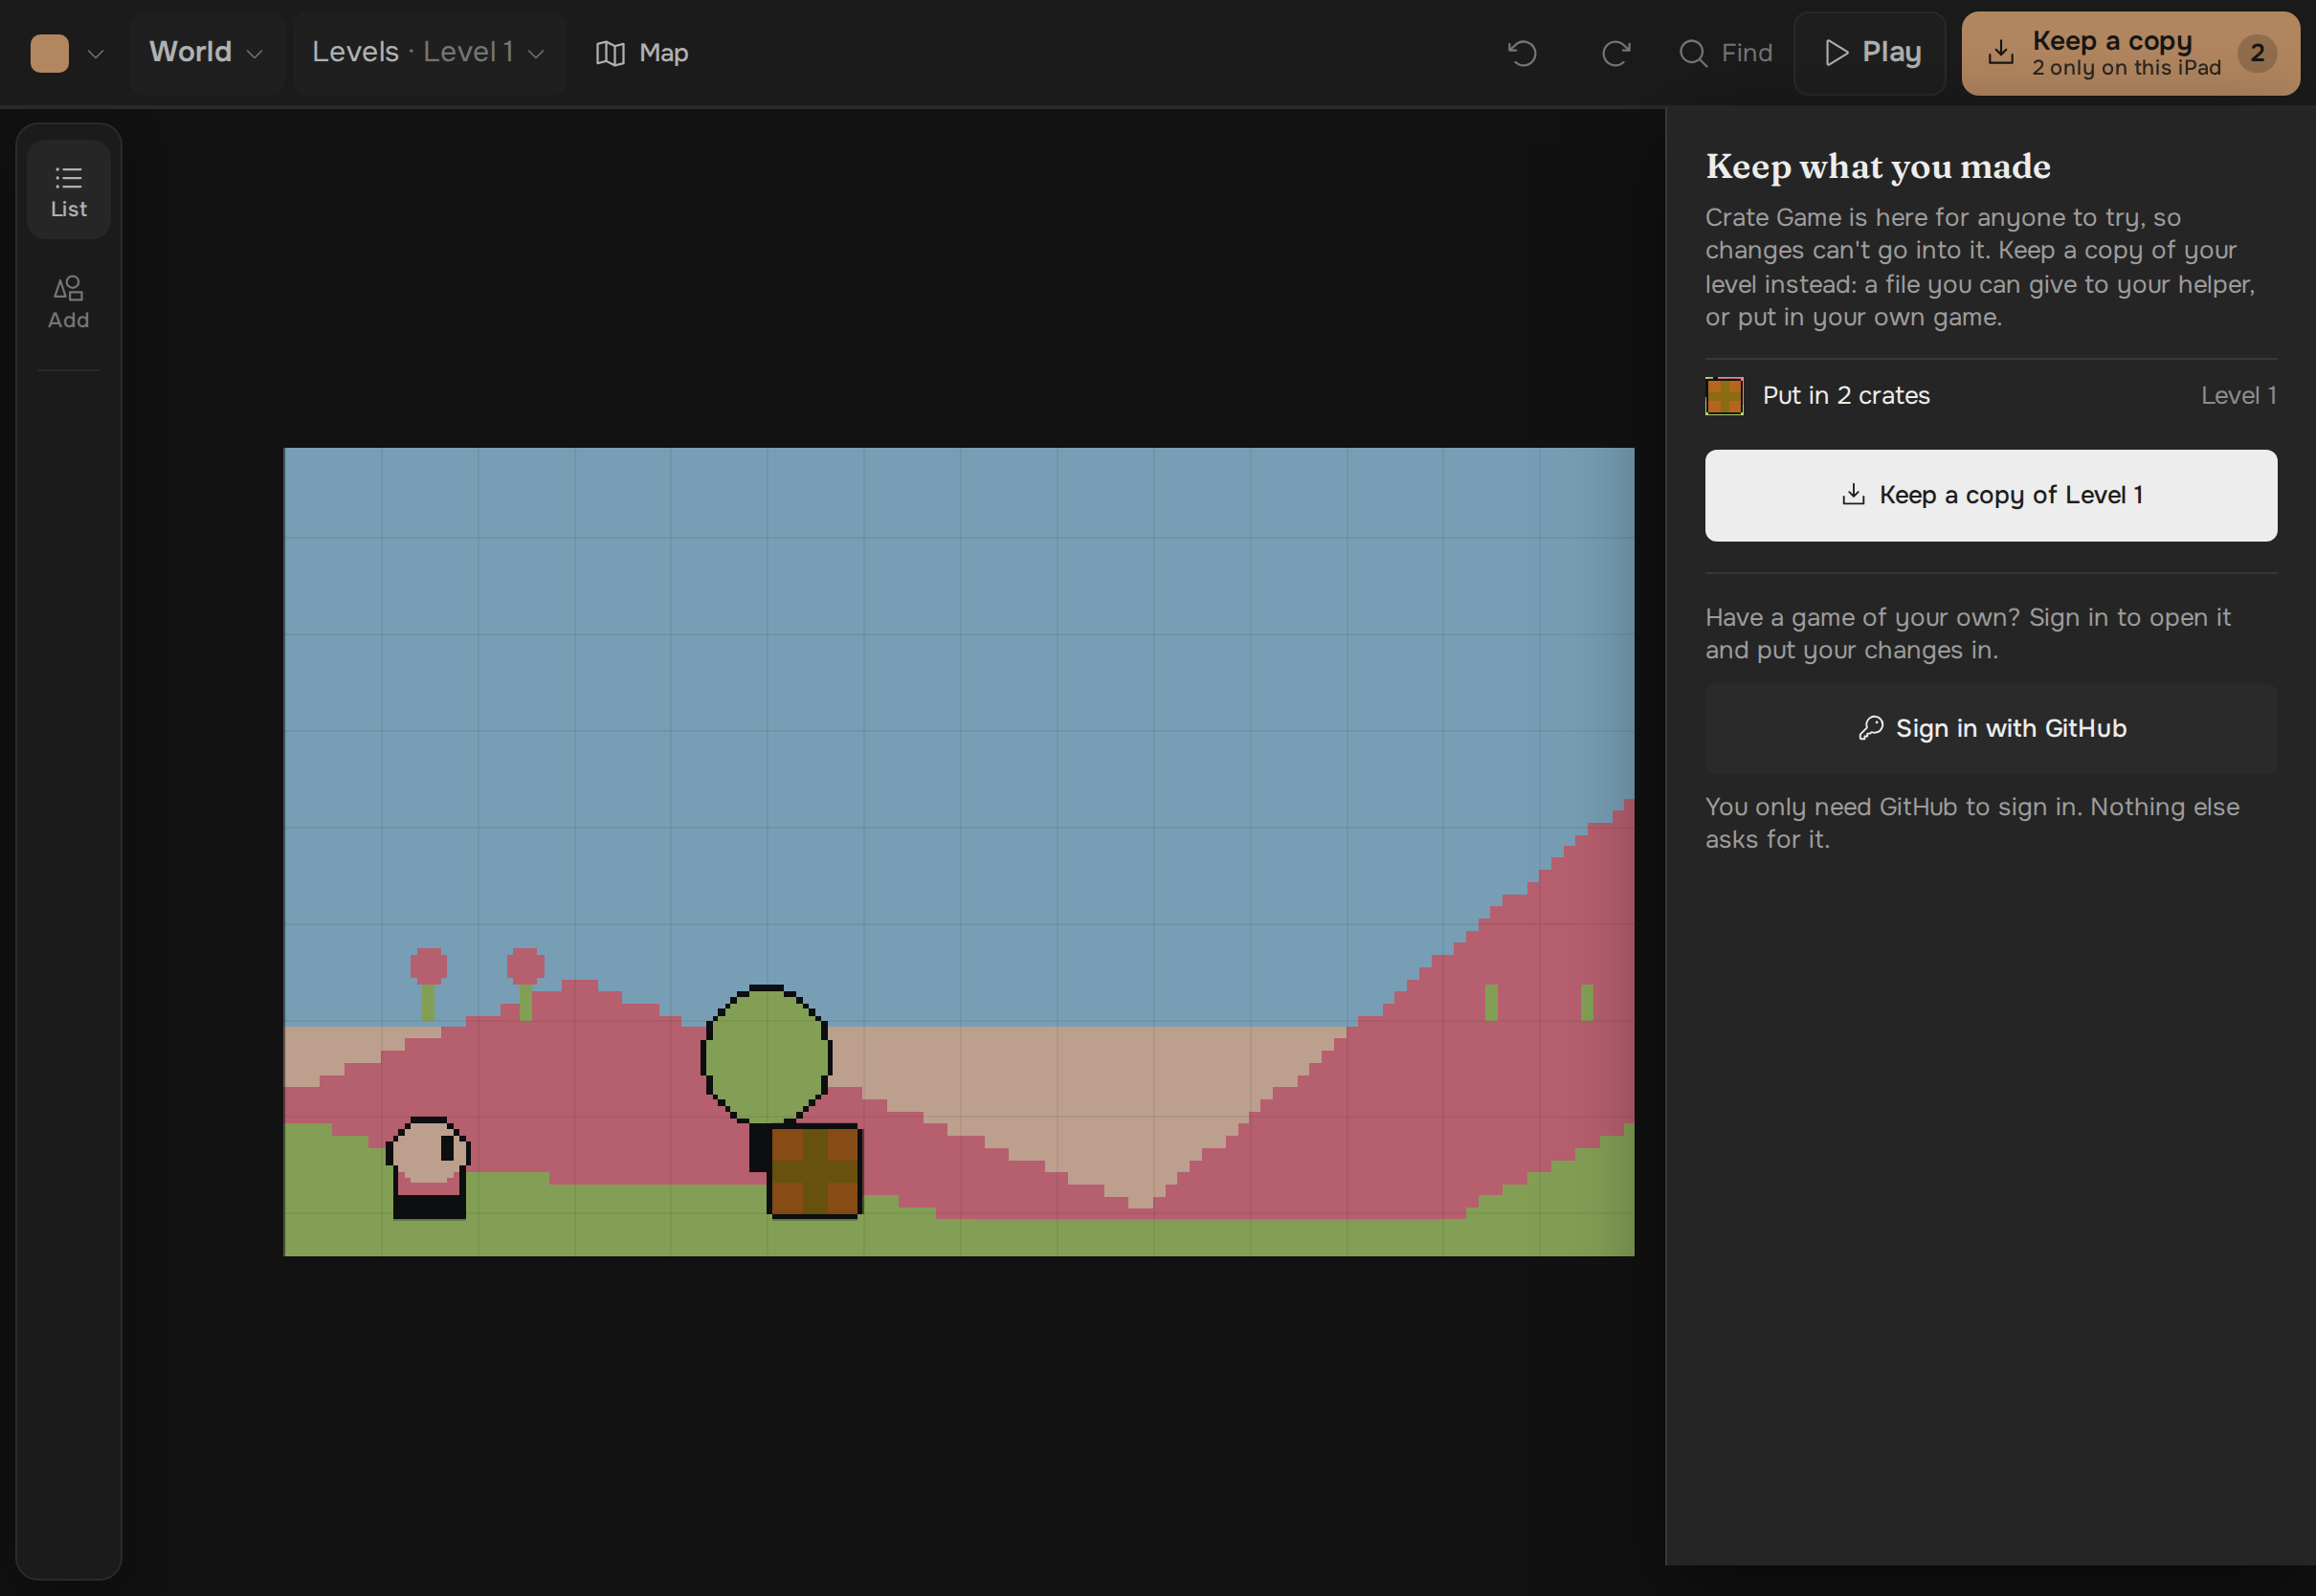 World
Levels · Level 1
Map
Find
Play
Keep a copy
2 only on this iPad
2
List
Add
Keep what you made
Crate Game is here for anyone to try, so
changes can't go into it. Keep a copy of your
level instead: a file you can give to your helper,
or put in your own game.
Put in 2 crates
Level 1
Keep a copy of Level 1
Have a game of your own? Sign in to open it
and put your changes in.
Sign in with GitHub
You only need GitHub to sign in. Nothing else
asks for it.